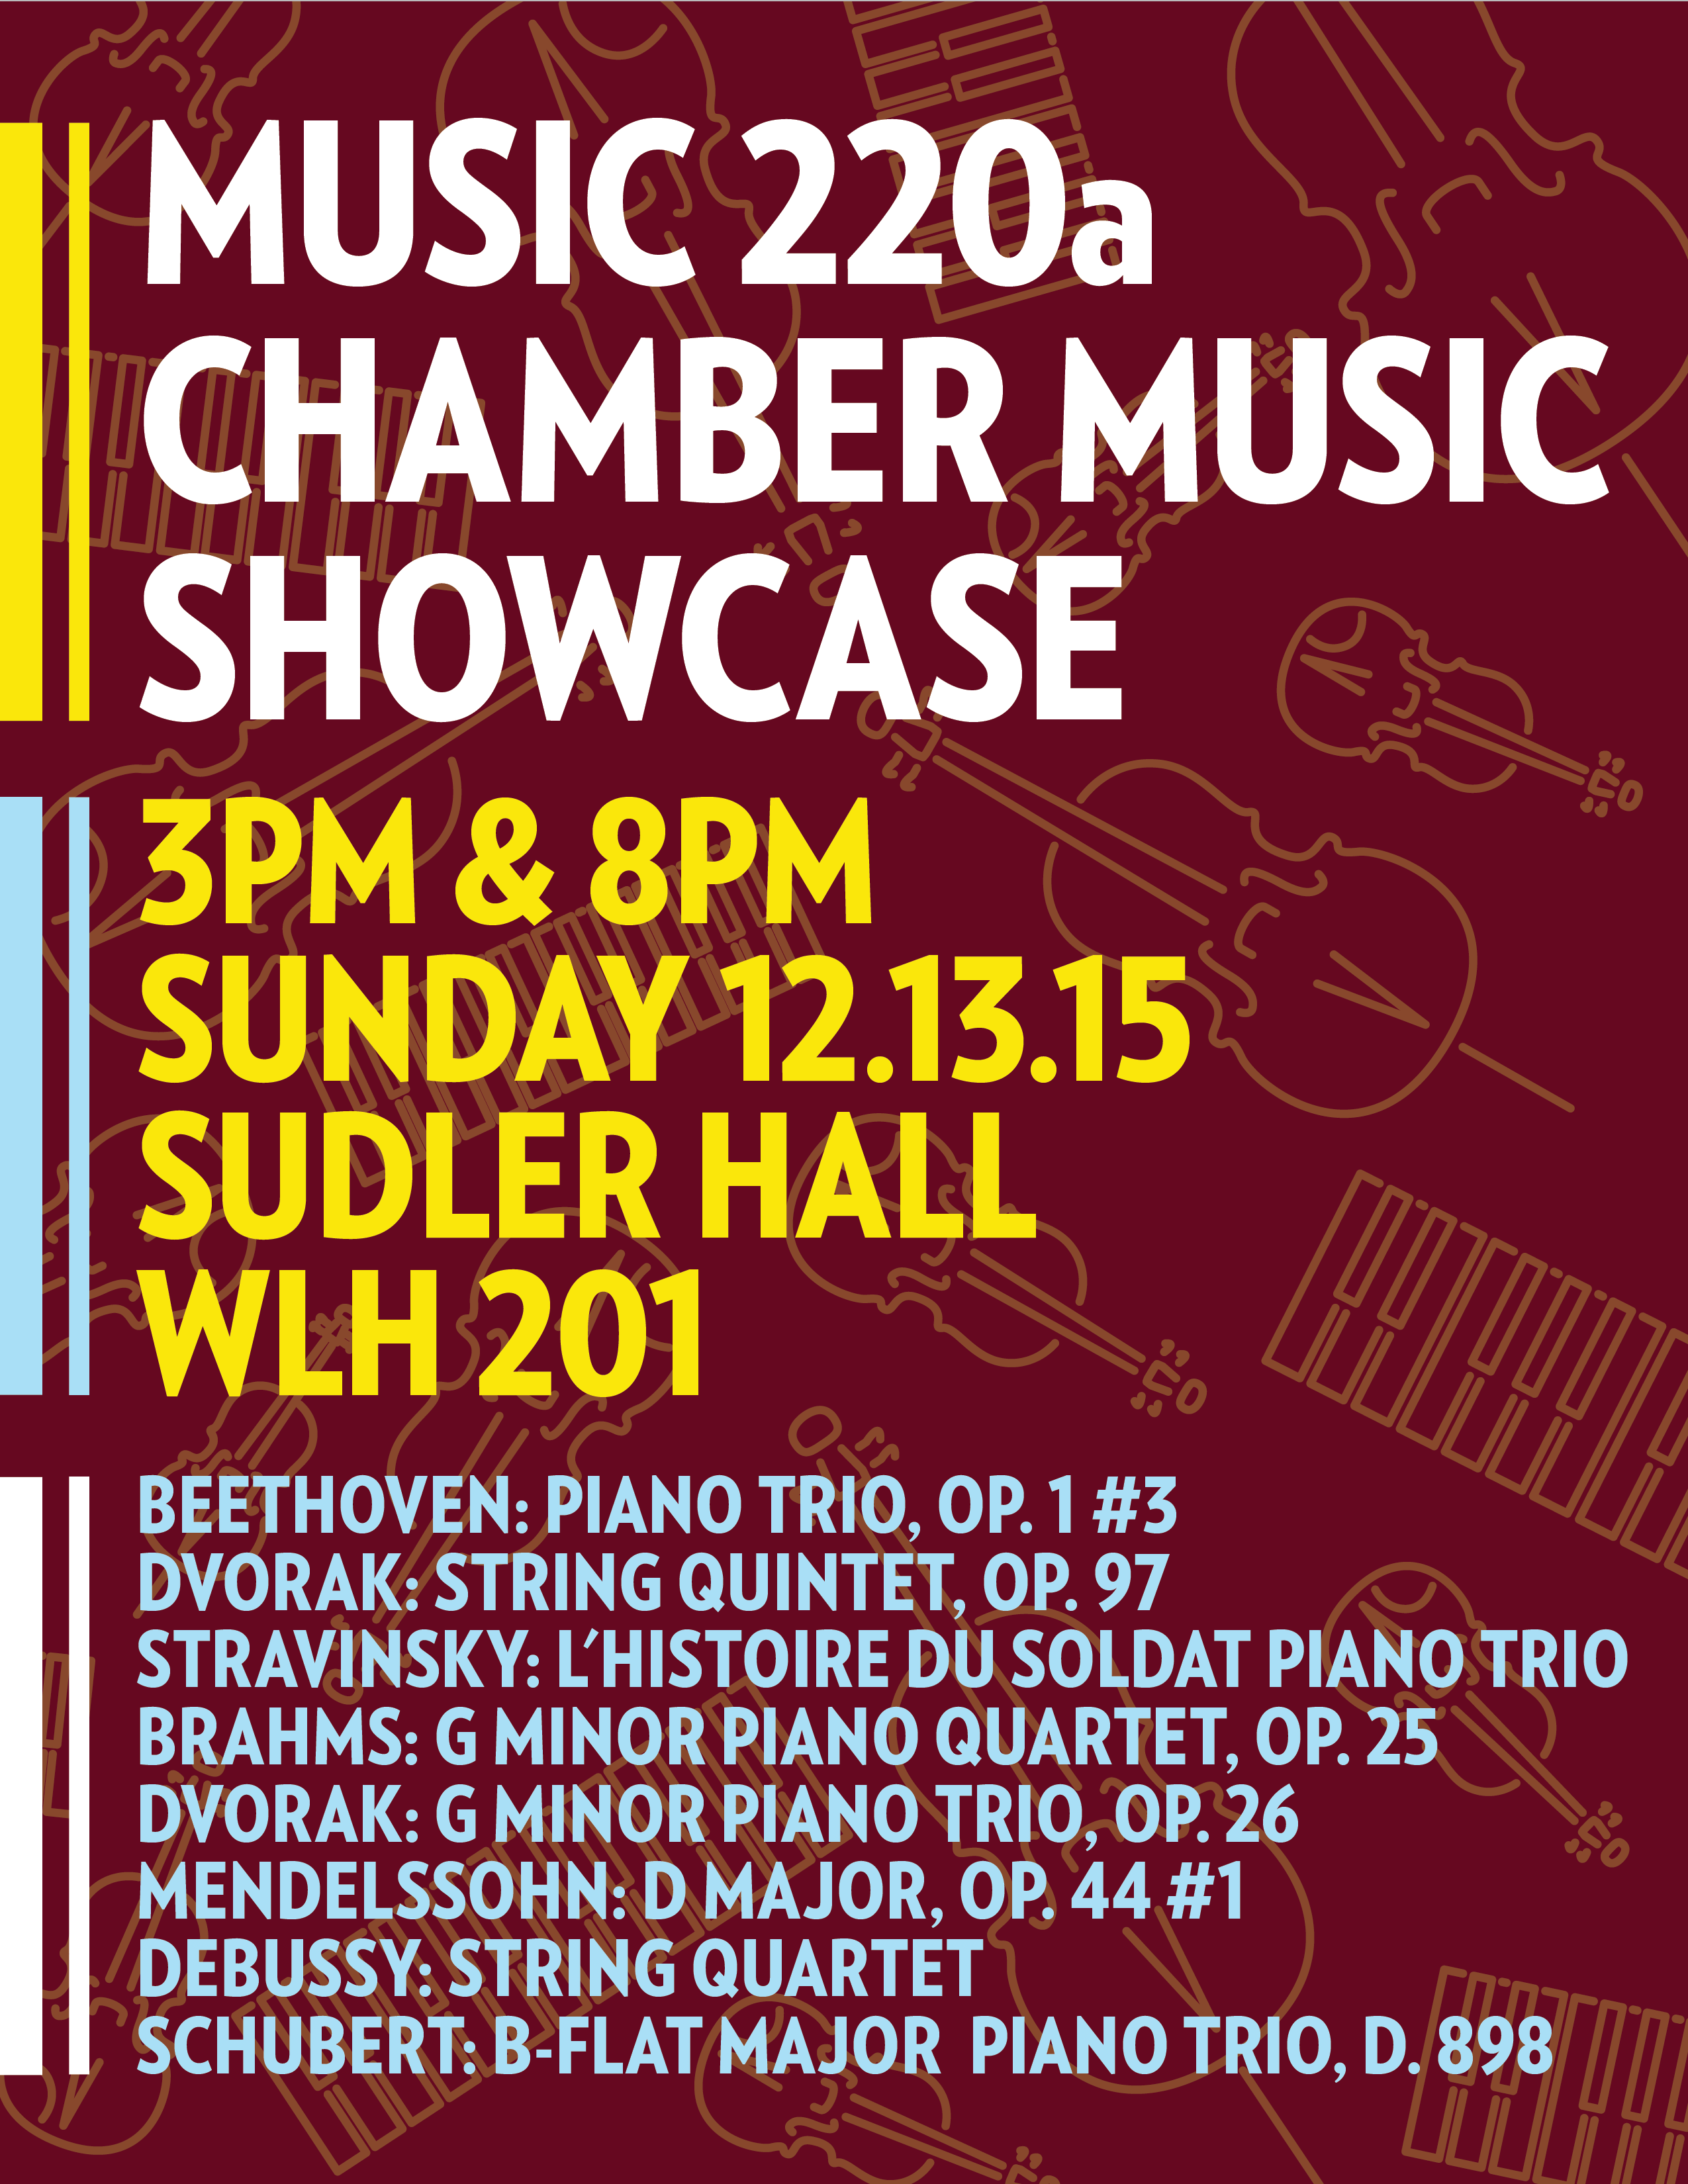 MUSIC 220a
CHAMBER MUSIC
SHOWCASE
3PM & 8PM
SUNDAY 12.13.15
SUDLER HALL
WLH 201
BEETHOVEN: PIANO TRIO, OP. 1 #3
DVORAK: STRING QUINTET, OP. 97
STRAVINSKY: L'HISTOIRE DU SOLDAT PIANO TRIO
BRAHMS: G MINOR PIANO QUARTET, OP. 25
DVORAK: G MINOR PIANO TRIO, OP. 26
MENDELSSOHN: D MAJOR, OP. 44 #1
DEBUSSY: STRING QUARTET
SCHUBERT: B-FLAT MAJOR PIANO TRIO, D. 898